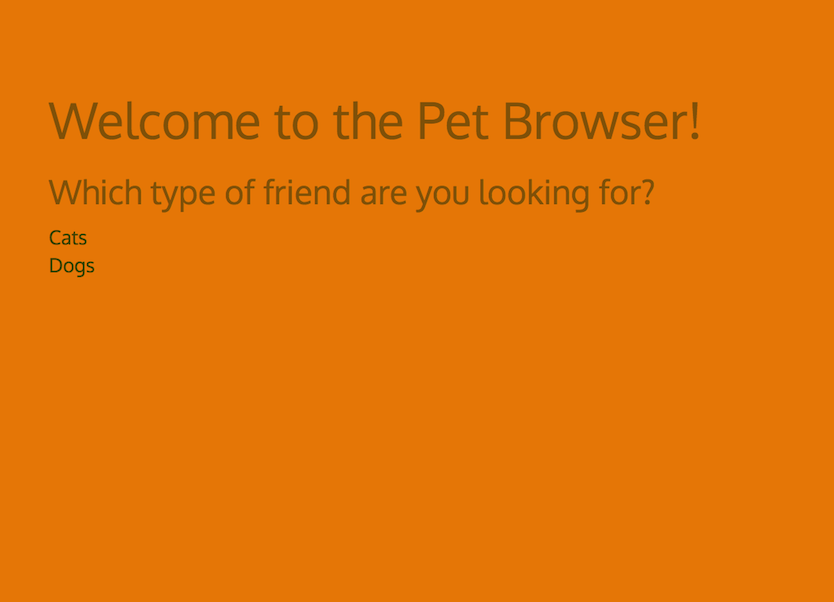 Welcome to the Pet Browser!
Which type of friend are you looking for?
Cats
Dogs